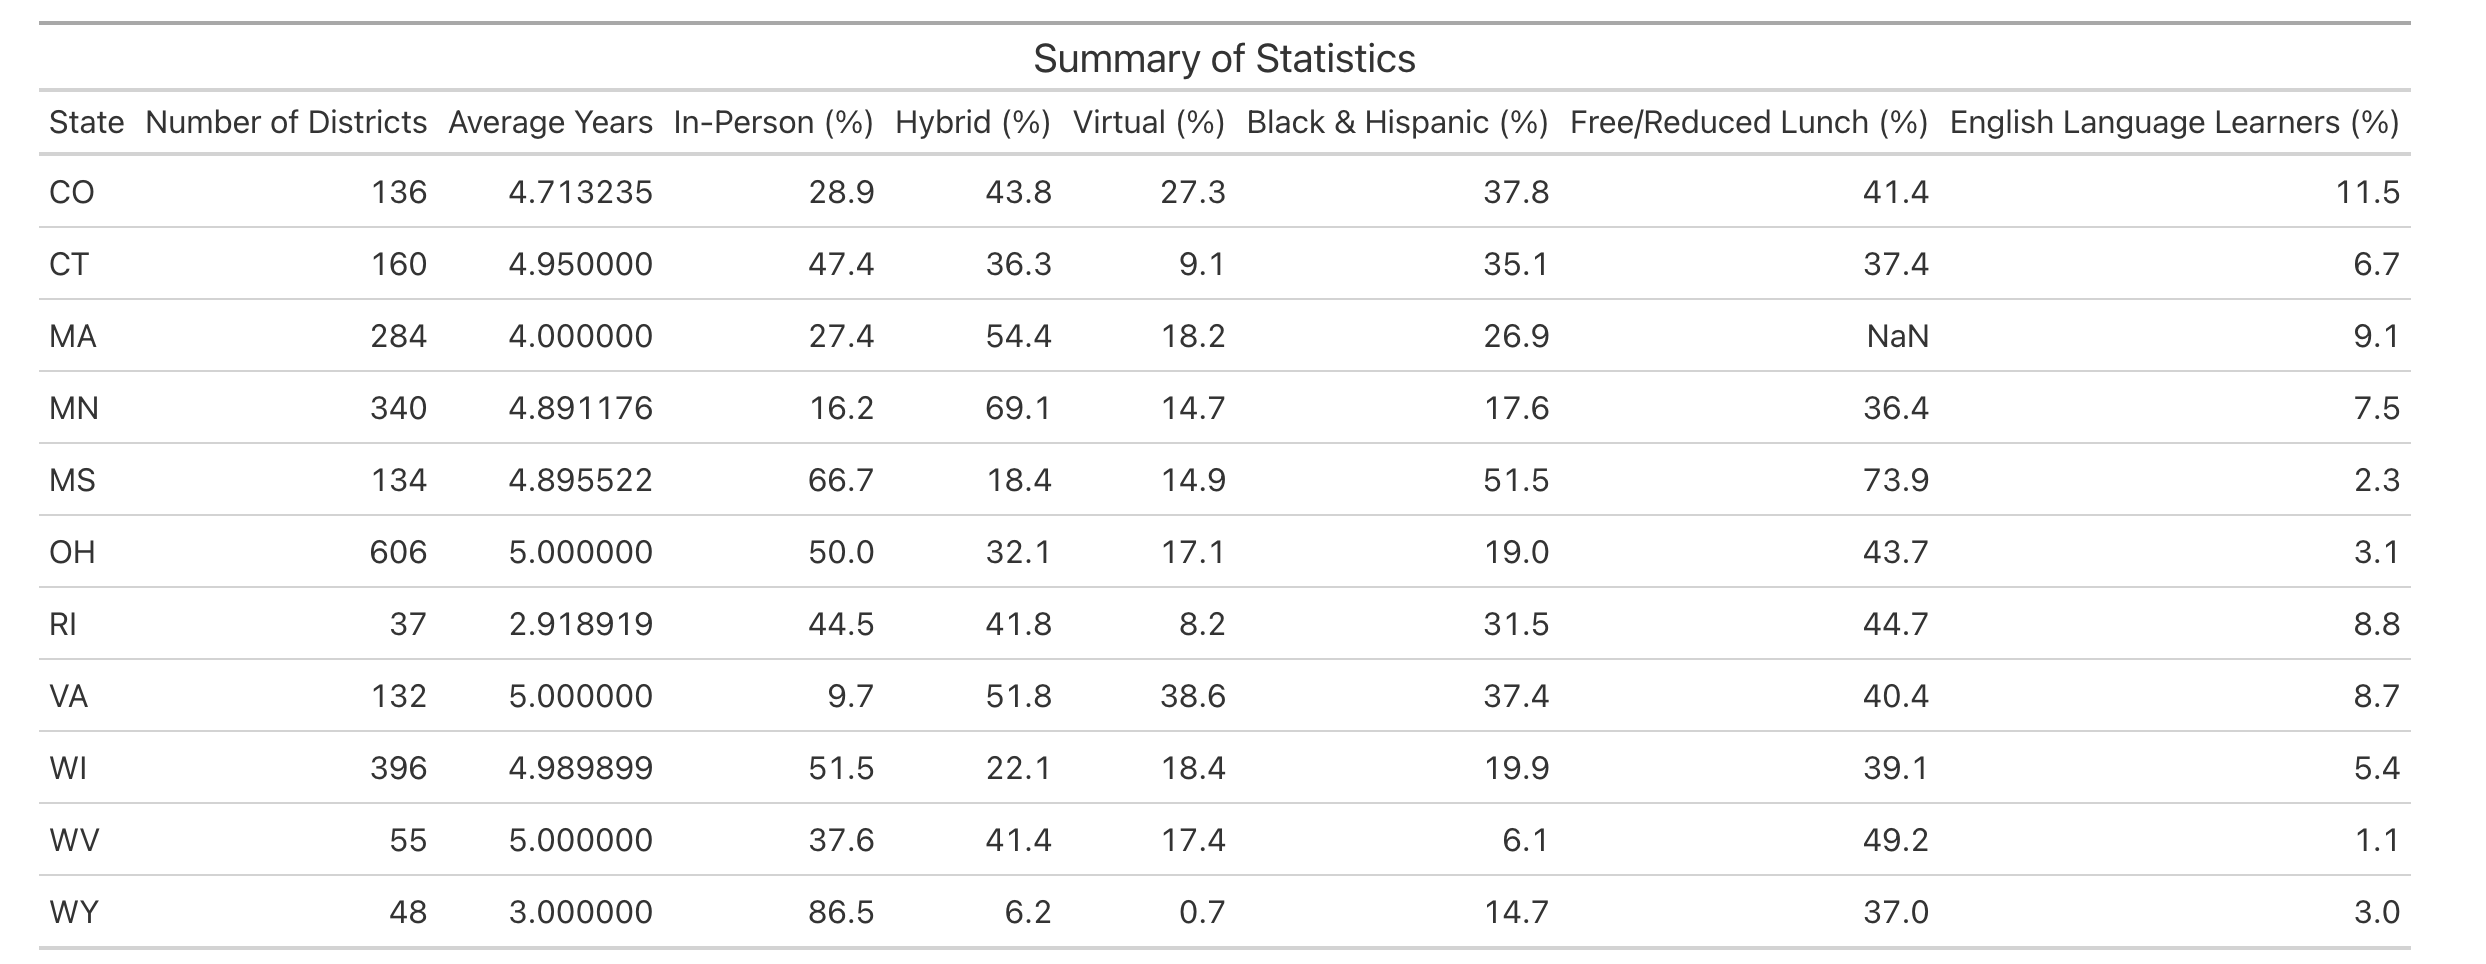 Summary of Statistics
State Number of Districts Average Years In-Person (%) Hybrid (%) Virtual (%) Black & Hispanic (%) Free/Reduced Lunch (%) English Language Learners (%)
CO 136 4.713235 28.9 43.8 27.3 37.8 41.4 11.5
CT 160 4.950000 47.4 36.3 9.1 35.1 37.4 6.7
MA 284 4.000000 27.4 54.4 18.2 26.9 NaN 9.1
MN 340 4.891176 16.2 69.1 14.7 17.6 36.4 7.5
MS 134 4.895522 66.7 18.4 14.9 51.5 73.9 2.3
OH 606 5.000000 50.0 32.1 17.1 19.0 43.7 3.1
RI 37 2.918919 44.5 41.8 8.2 31.5 44.7 8.8
VA 132 5.000000 9.7 51.8 38.6 37.4 40.4 8.7
WI 396 4.989899 51.5 22.1 18.4 19.9 39.1 5.4
WV 55 5.000000 37.6 41.4 17.4 6.1 49.2 1.1
WY 48 3.000000 86.5 6.2 0.7 14.7 37.0 3.0